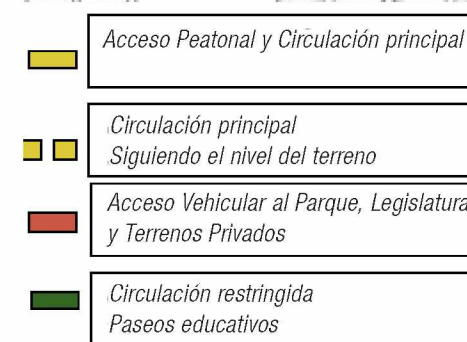 Acceso Peatonal y Circulación principal
Circulación principal
Siguiendo el nivel del terreno
Acceso Vehicular al Parque, Legislatura
y Terrenos Privados
Circulación restringida
Paseos educativos